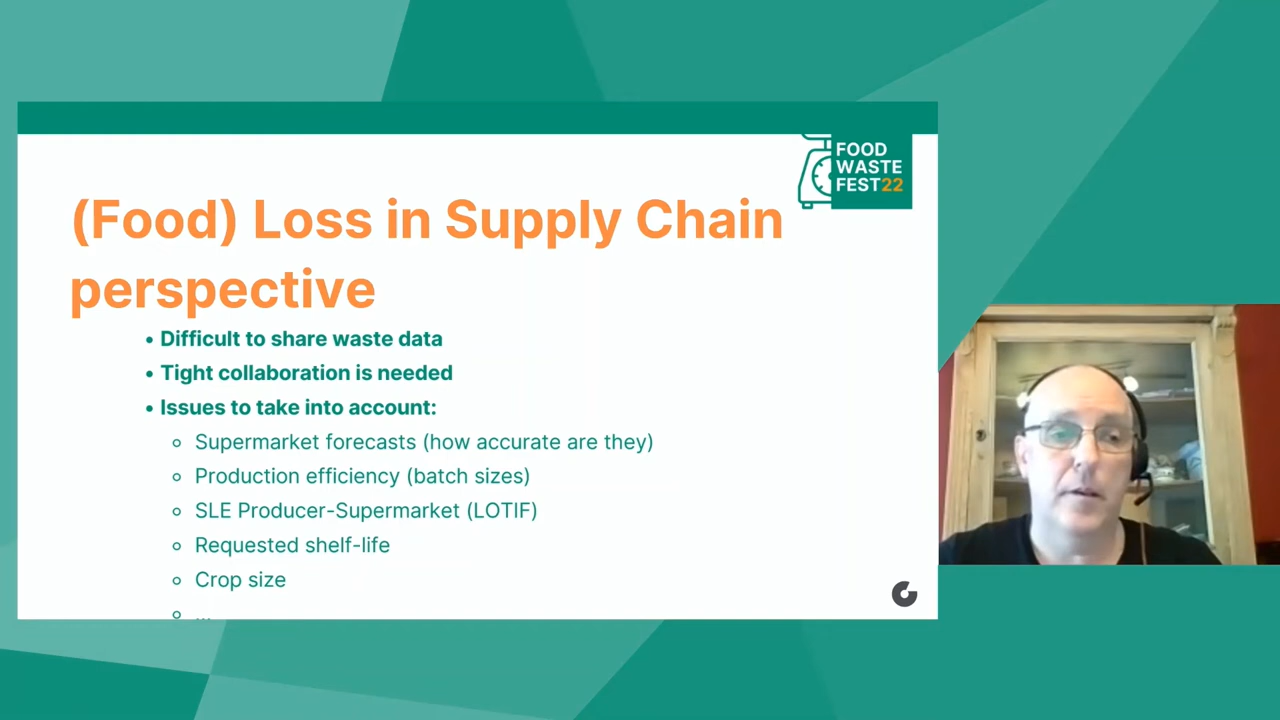 FOOD
WASTE
FEST22
(Food) Loss in Supply Chain
perspective
• Difficult to share waste data
• Tight collaboration is needed
• Issues to take into account:
◦ Supermarket forecasts (how accurate are they)
◦ Production efficiency (batch sizes)
◦ SLE Producer-Supermarket (LOTIF)
◦ Requested shelf-life
◦ Crop size
◦ ...